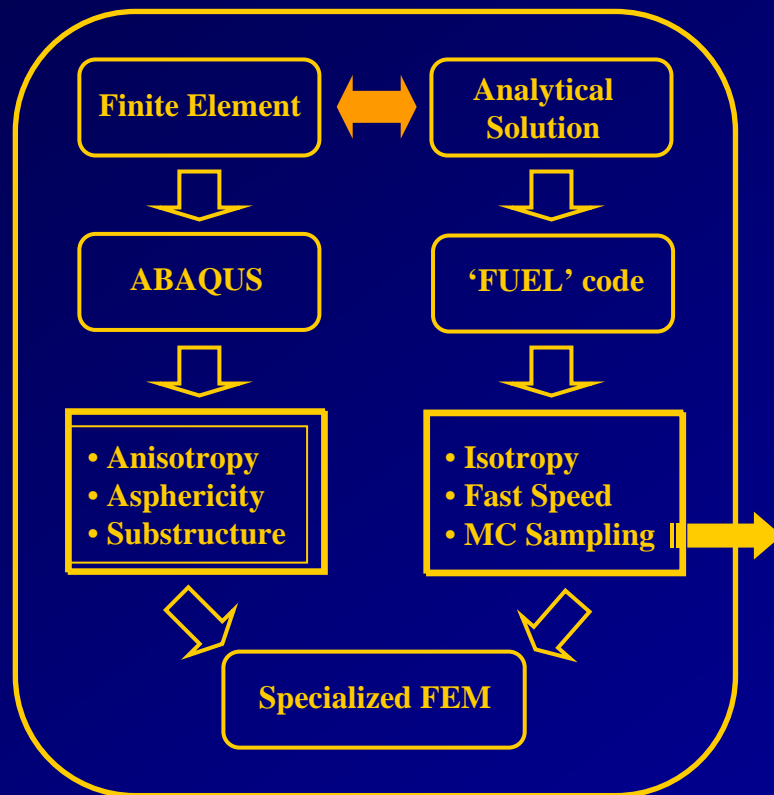 Finite Element
Analytical
Solution
ABAQUS
‘FUEL’ code
• Anisotropy
• Asphericity
• Substructure
• Isotropy
• Fast Speed
• MC Sampling
Specialized FEM